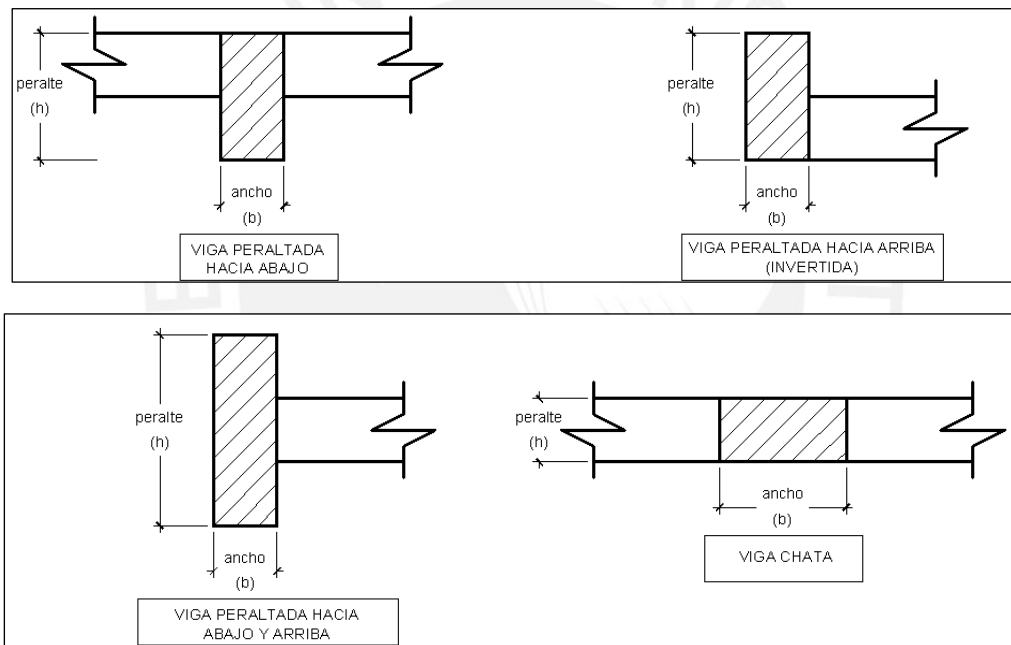 peralte
(h)
ancho
(b)
VIGA PERALTADA
HACIA ABAJO
peralte
(h)
ancho
(b)
VIGA PERALTADA HACIA ARRIBA
(INVERTIDA)
peralte
(h)
ancho
(b)
VIGA PERALTADA HACIA
ABAJO Y ARRIBA
peralte
(h)
ancho
(b)
VIGA CHATA